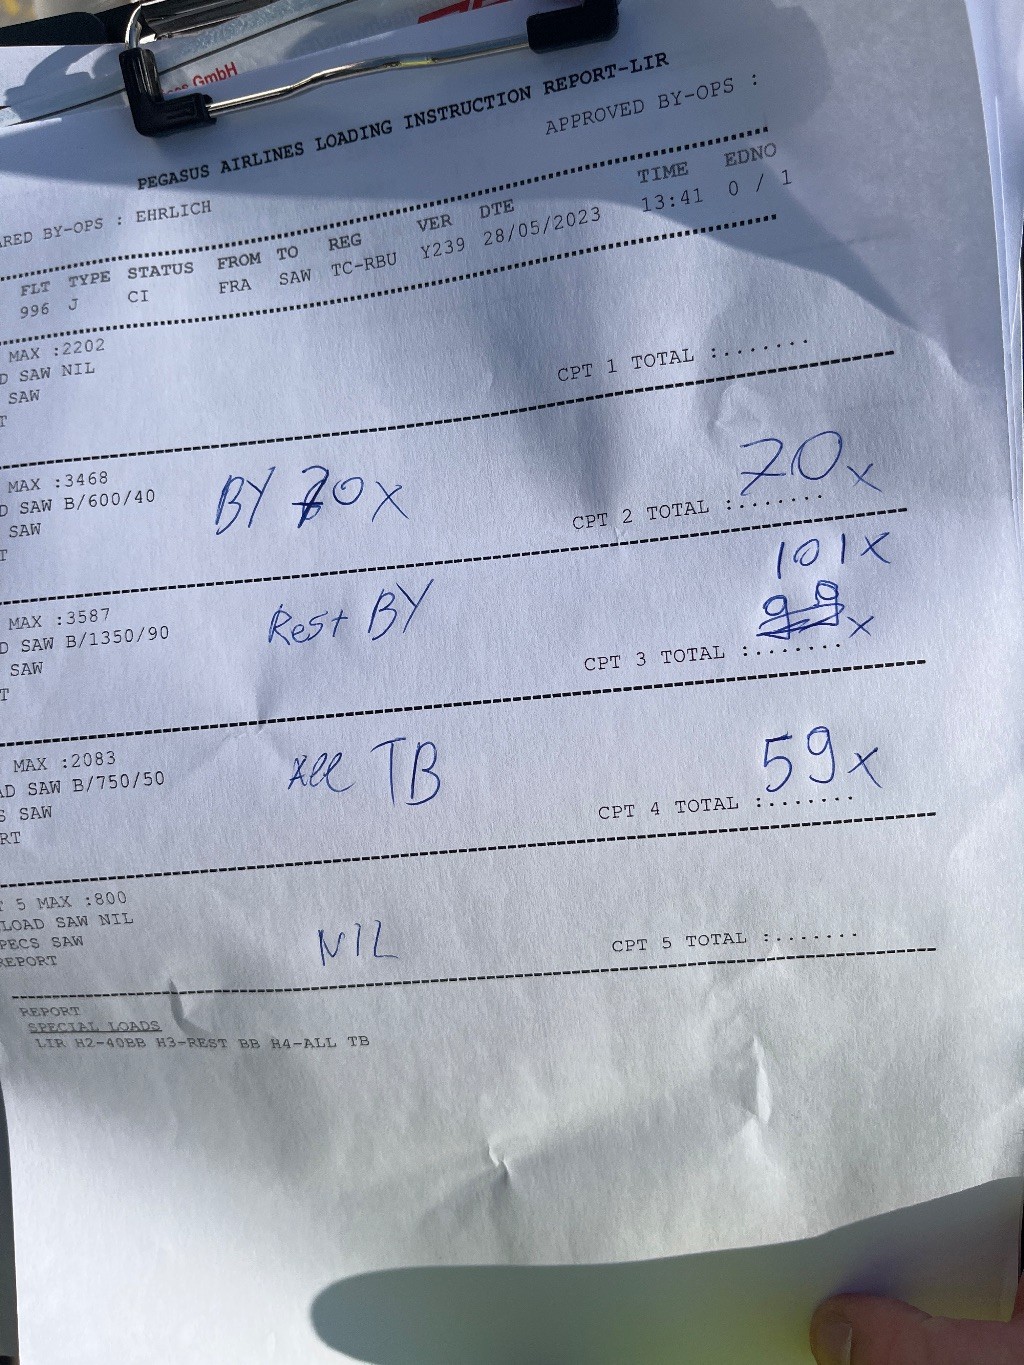 GmbH
PEGASUS AIRLINES LOADING INSTRUCTION REPORT-LIR
ARED BY-OPS : EHRLICH APPROVED BY-OPS :
FLT TYPE STATUS FROM TO REG VER DTE TIME EDNO
996 J CI FRA SAW TC-RBU Y239 28/05/2023 13:41 0 / 1
MAX :2202
D SAW NIL
SAW CPT 1 TOTAL :.......
T
MAX :3468
D SAW B/600/40 BY 70x 70x
SAW CPT 2 TOTAL :.......
T
101x
MAX :3587
D SAW B/1350/90 Rest BY 99x
SAW CPT 3 TOTAL :.......
T
MAX :2083
AD SAW B/750/50 All TB 59x
S SAW CPT 4 TOTAL :.......
RT
T 5 MAX :800
LOAD SAW NIL
PECS SAW NIL CPT 5 TOTAL :.......
REPORT
REPORT
SPECIAL LOADS
LIR H2-40BB H3-REST BB H4-ALL TB